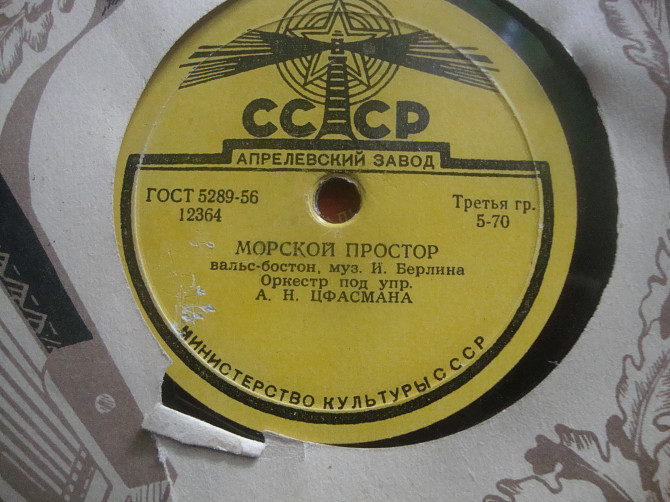 СССР
АПРЕЛЕВСКИЙ ЗАВОД
ГОСТ 5289-56
12364
Третья гр.
5-70
МОРСКОЙ ПРОСТОР
вальс-бостон, муз. И. Берлина
Оркестр под упр.
А. Н. ЦФАСМАНА
МИНИСТЕРСТВО КУЛЬТУРЫ СССР